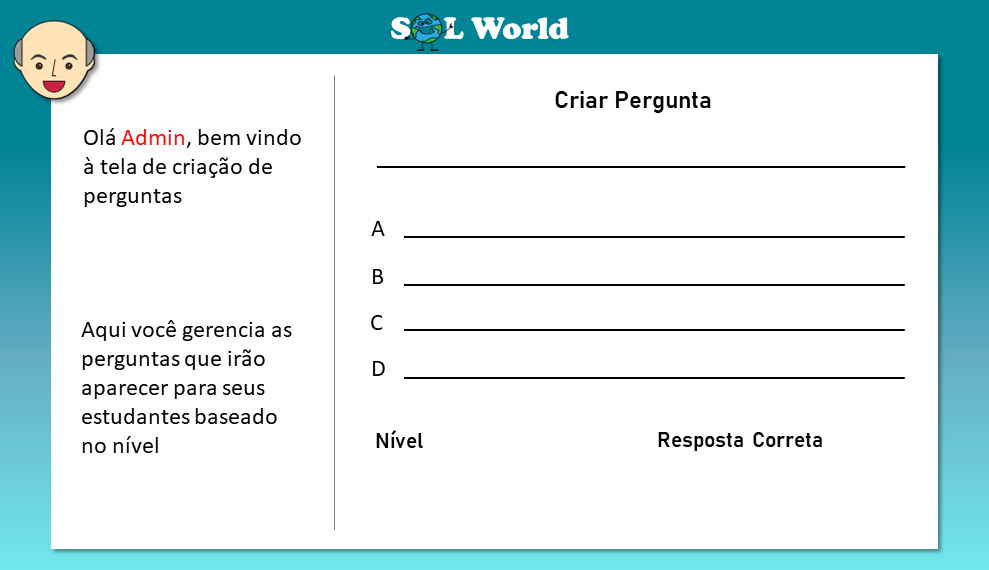 SOL World
Olá Admin, bem vindo
à tela de criação de
perguntas
Aqui você gerencia as
perguntas que irão
aparecer para seus
estudantes baseado
no nível
Criar Pergunta
A
B
C
D
Nível
Resposta Correta